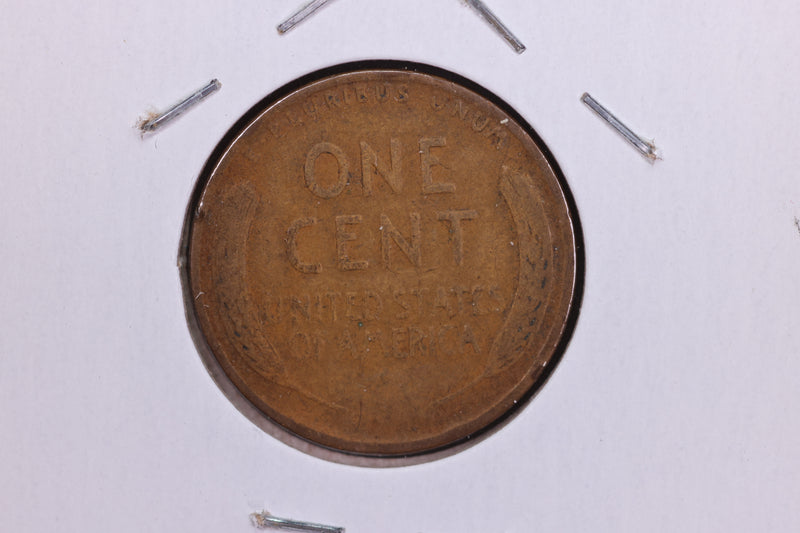 E PLURIBUS UNUM
ONE
CENT
UNITED STATES
OF AMERICA